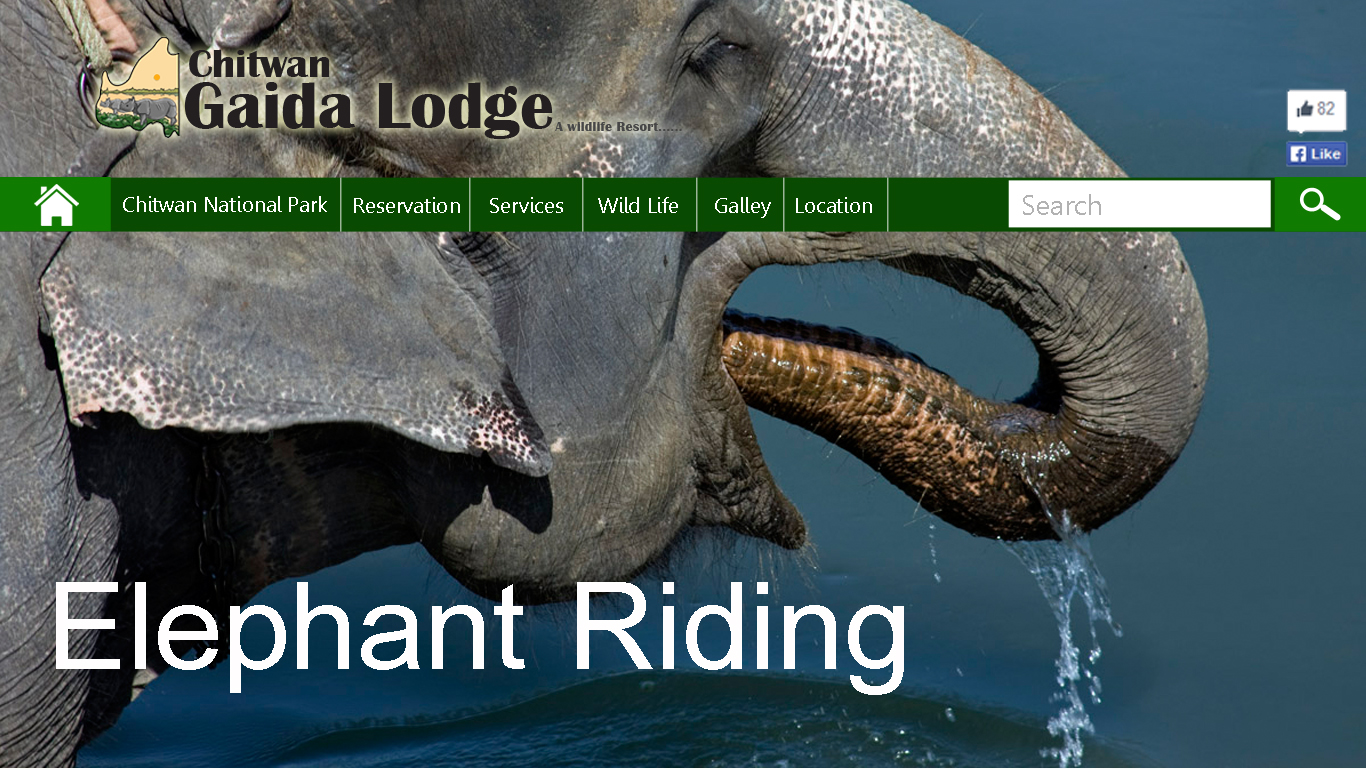 Chitwan
Gaida Lodge
A wildlife Resort......
82
Like
Chitwan National Park
Reservation
Services
Wild Life
Galley
Location
Search
Elephant Riding